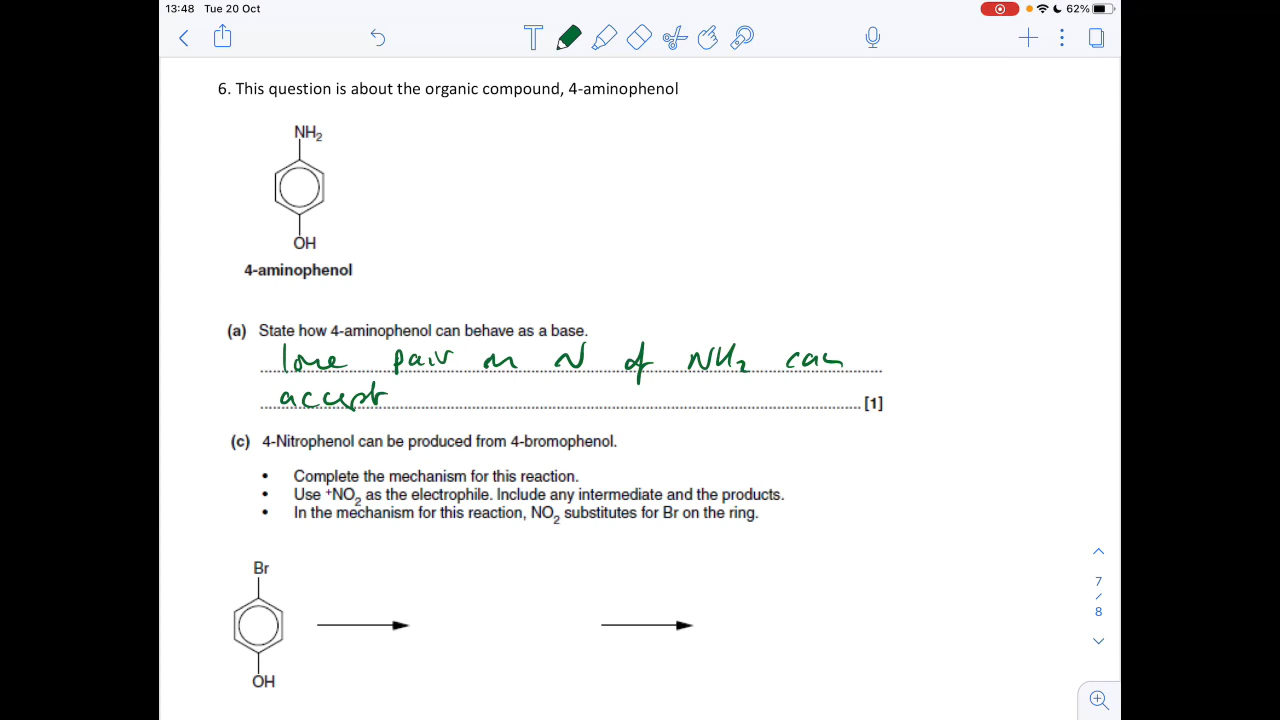 13:48 Tue 20 Oct
62%
6. This question is about the organic compound, 4-aminophenol
NH2
OH
4-aminophenol
(a) State how 4-aminophenol can behave as a base.
lone pair on N of NH2 can
accept
[1]
(c) 4-Nitrophenol can be produced from 4-bromophenol.
• Complete the mechanism for this reaction.
• Use ⁺NO₂ as the electrophile. Include any intermediate and the products.
• In the mechanism for this reaction, NO₂ substitutes for Br on the ring.
Br
OH
7
/
8